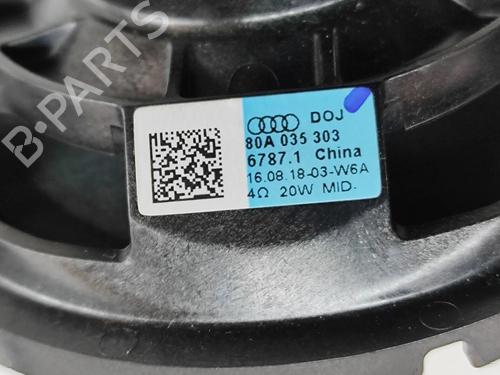 DOJ
80A 035 303
6787.1 China
16.08.18-03-W6A
4Ω 20W MID.
B-PARTS